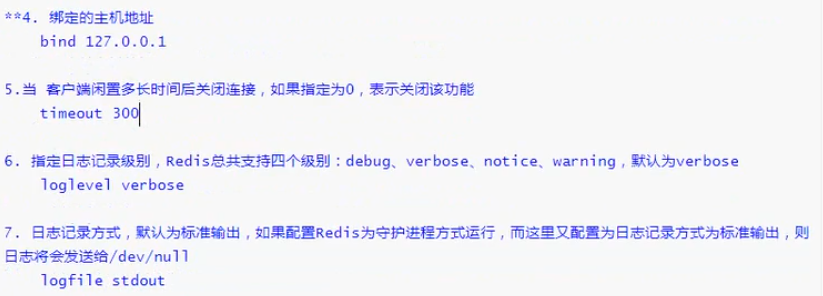 **4. 绑定的主机地址
bind 127.0.0.1
5.当 客户端闲置多长时间后关闭连接，如果指定为0，表示关闭该功能
timeout 300
6. 指定日志记录级别，Redis总共支持四个级别：debug、verbose、notice、warning，默认为verbose
loglevel verbose
7. 日志记录方式，默认为标准输出，如果配置Redis为守护进程方式运行，而这里又配置为日志记录方式为标准输出，则
日志将会发送给/dev/null
logfile stdout